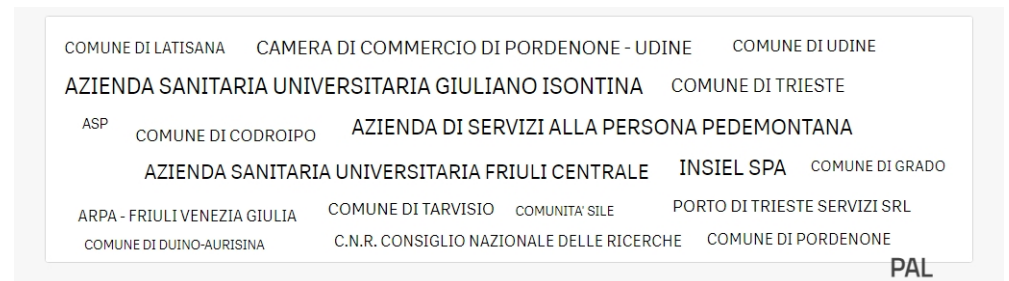 COMUNE DI LATISANA CAMERA DI COMMERCIO DI PORDENONE - UDINE COMUNE DI UDINE
AZIENDA SANITARIA UNIVERSITARIA GIULIANO ISONTINA COMUNE DI TRIESTE
ASP COMUNE DI CODROIPO AZIENDA DI SERVIZI ALLA PERSONA PEDEMONTANA
AZIENDA SANITARIA UNIVERSITARIA FRIULI CENTRALE INSIEL SPA COMUNE DI GRADO
ARPA - FRIULI VENEZIA GIULIA COMUNE DI TARVISIO COMUNITA' SILE PORTO DI TRIESTE SERVIZI SRL
COMUNE DI DUINO-AURISINA C.N.R. CONSIGLIO NAZIONALE DELLE RICERCHE COMUNE DI PORDENONE
PAL